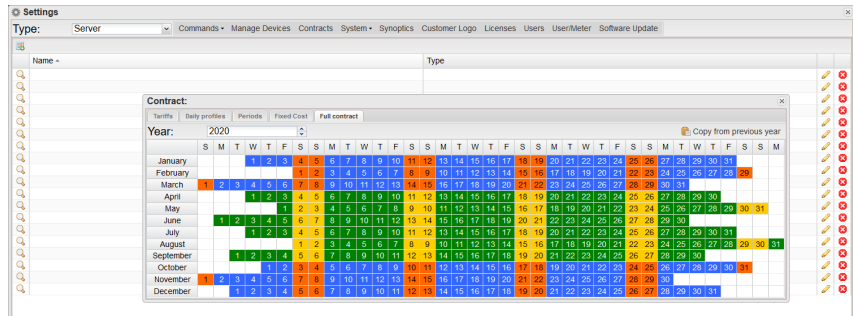 Settings
Type: Server Commands Manage Devices Contracts System Synoptics Customer Logo Licenses Users User/Meter Software Update
Name Type
Contract:
Tariffs Daily profiles Periods Fixed Cost Full contract
Year: 2020 Copy from previous year
S M T W T F S S M T W T F S S M T W T F S S M T W T F S S M T W T F S S M
January 1 2 3 4 5 6 7 8 9 10 11 12 13 14 15 16 17 18 19 20 21 22 23 24 25 26 27 28 29 30 31
February 1 2 3 4 5 6 7 8 9 10 11 12 13 14 15 16 17 18 19 20 21 22 23 24 25 26 27 28 29
March 1 2 3 4 5 6 7 8 9 10 11 12 13 14 15 16 17 18 19 20 21 22 23 24 25 26 27 28 29 30 31
April 1 2 3 4 5 6 7 8 9 10 11 12 13 14 15 16 17 18 19 20 21 22 23 24 25 26 27 28 29 30
May 1 2 3 4 5 6 7 8 9 10 11 12 13 14 15 16 17 18 19 20 21 22 23 24 25 26 27 28 29 30 31
June 1 2 3 4 5 6 7 8 9 10 11 12 13 14 15 16 17 18 19 20 21 22 23 24 25 26 27 28 29 30
July 1 2 3 4 5 6 7 8 9 10 11 12 13 14 15 16 17 18 19 20 21 22 23 24 25 26 27 28 29 30 31
August 1 2 3 4 5 6 7 8 9 10 11 12 13 14 15 16 17 18 19 20 21 22 23 24 25 26 27 28 29 30 31
September 1 2 3 4 5 6 7 8 9 10 11 12 13 14 15 16 17 18 19 20 21 22 23 24 25 26 27 28 29 30
October 1 2 3 4 5 6 7 8 9 10 11 12 13 14 15 16 17 18 19 20 21 22 23 24 25 26 27 28 29 30 31
November 1 2 3 4 5 6 7 8 9 10 11 12 13 14 15 16 17 18 19 20 21 22 23 24 25 26 27 28 29 30
December 1 2 3 4 5 6 7 8 9 10 11 12 13 14 15 16 17 18 19 20 21 22 23 24 25 26 27 28 29 30 31